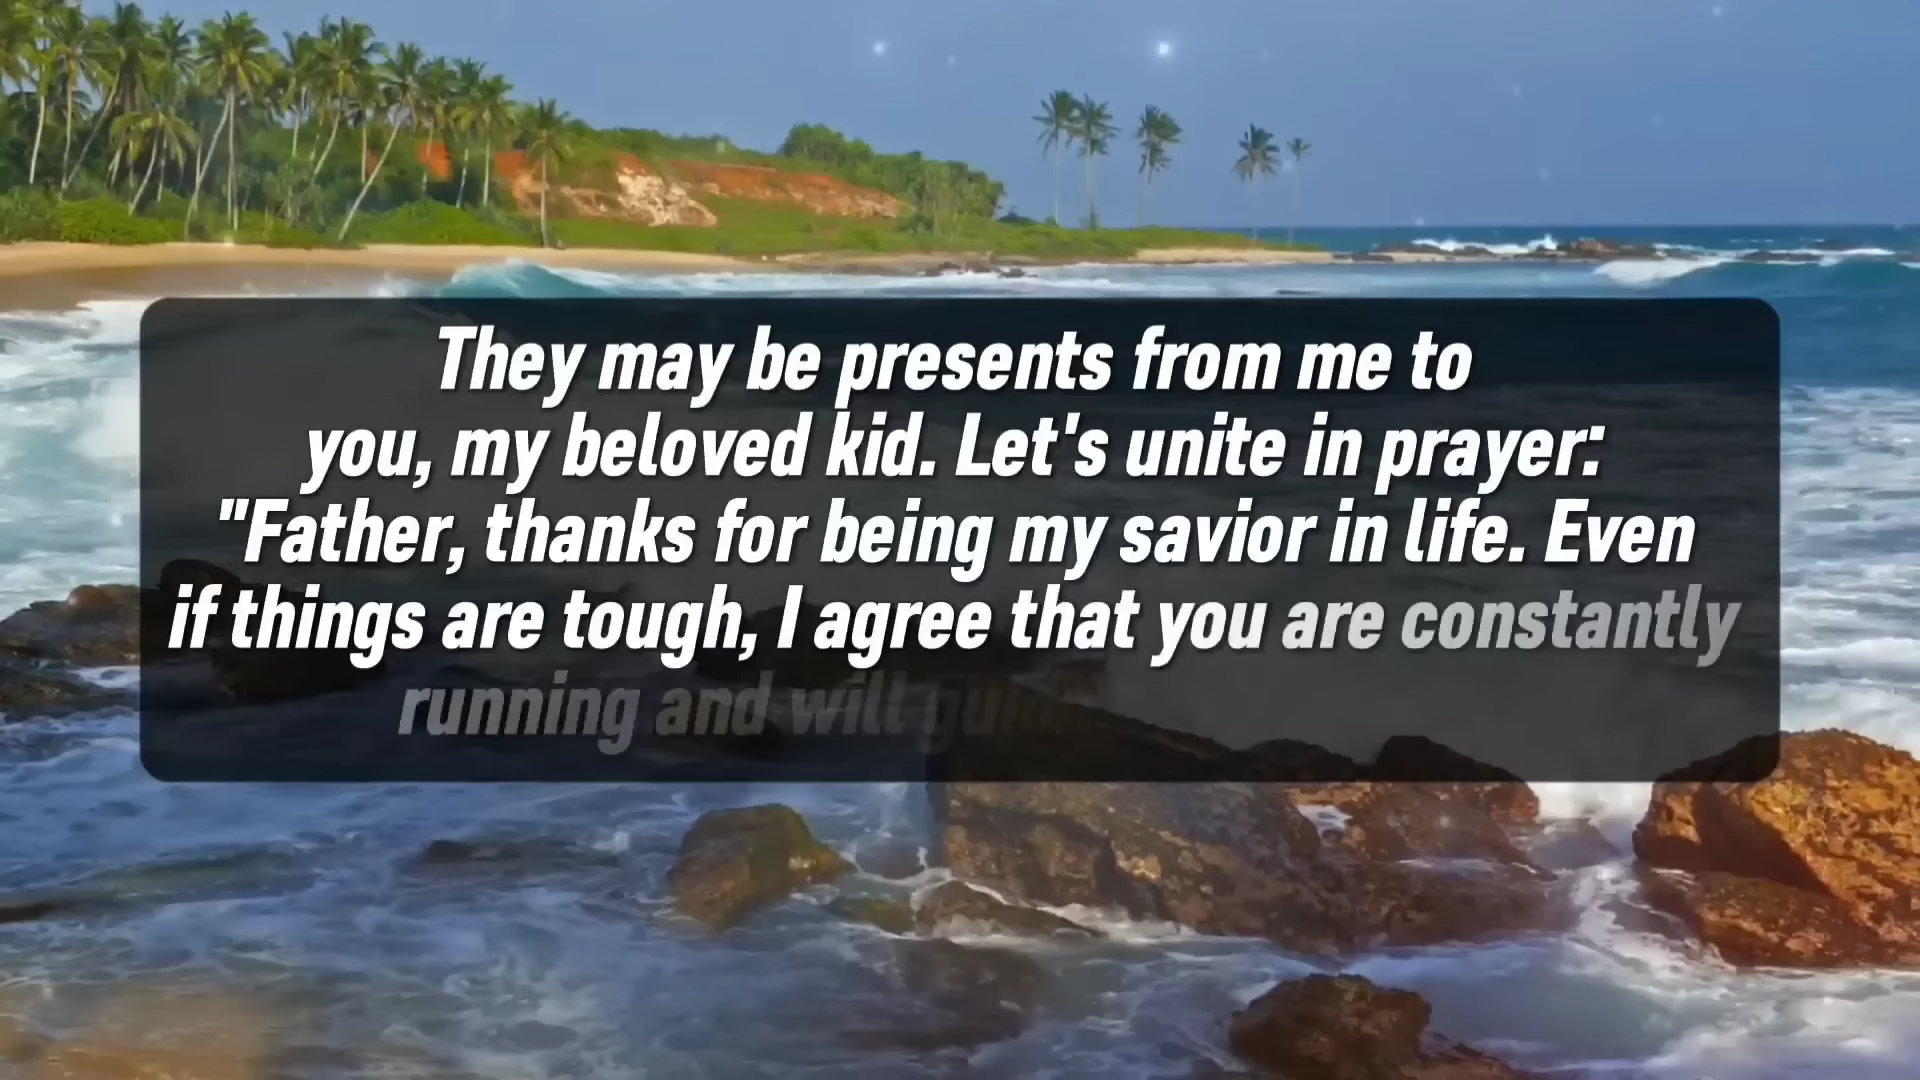 They may be presents from me to
you, my beloved kid. Let's unite in prayer:
"Father, thanks for being my savior in life. Even
if things are tough, I agree that you are constantly
running and will